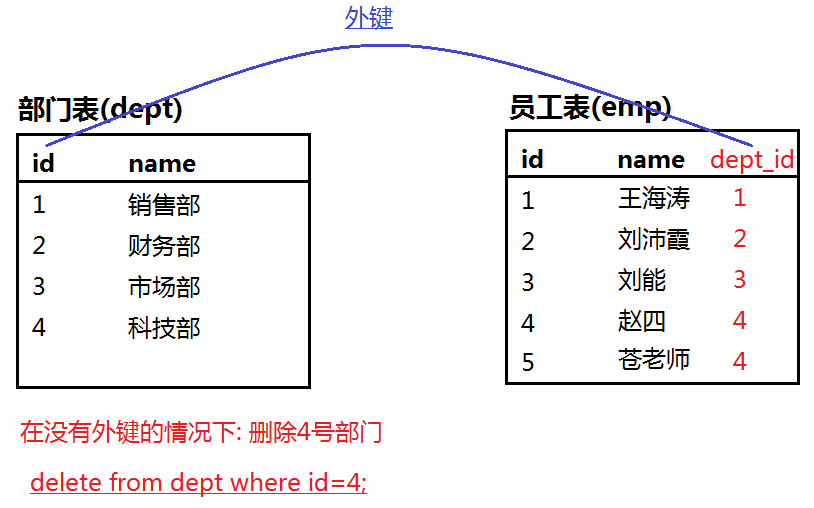 外键
部门表(dept)
id name
1 销售部
2 财务部
3 市场部
4 科技部
员工表(emp)
id name dept_id
1 王海涛 1
2 刘沛霞 2
3 刘能 3
4 赵四 4
5 苍老师 4
在没有外键的情况下: 删除4号部门
delete from dept where id=4;